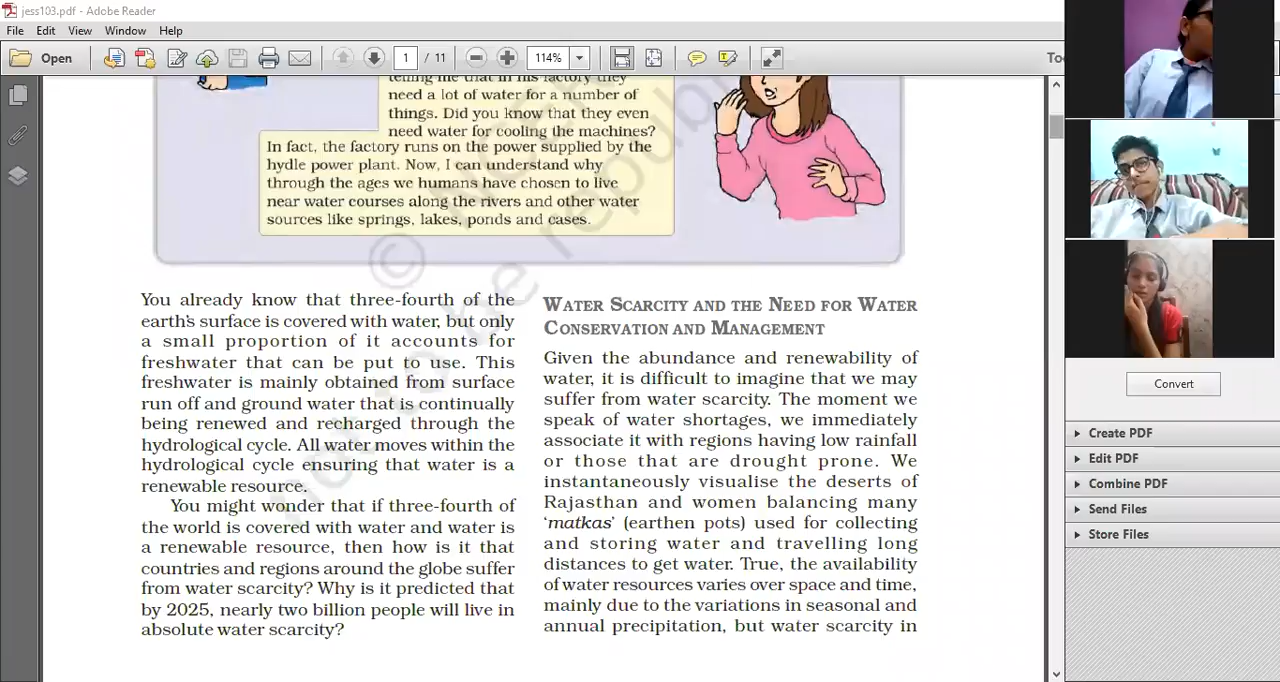 jess103.pdf - Adobe Reader
File Edit View Window Help
Open
1 / 11
114%
telling me that in his factory they
need a lot of water for a number of
things. Did you know that they even
need water for cooling the machines?
In fact, the factory runs on the power supplied by the
hydle power plant. Now, I can understand why
through the ages we humans have chosen to live
near water courses along the rivers and other water
sources like springs, lakes, ponds and cases.
You already know that three-fourth of the
earth's surface is covered with water, but only
a small proportion of it accounts for
freshwater that can be put to use. This
freshwater is mainly obtained from surface
run off and ground water that is continually
being renewed and recharged through the
hydrological cycle. All water moves within the
hydrological cycle ensuring that water is a
renewable resource.
You might wonder that if three-fourth of
the world is covered with water and water is
a renewable resource, then how is it that
countries and regions around the globe suffer
from water scarcity? Why is it predicted that
by 2025, nearly two billion people will live in
absolute water scarcity?
WATER SCARCITY AND THE NEED FOR WATER
CONSERVATION AND MANAGEMENT
Given the abundance and renewability of
water, it is difficult to imagine that we may
suffer from water scarcity. The moment we
speak of water shortages, we immediately
associate it with regions having low rainfall
or those that are drought prone. We
instantaneously visualise the deserts of
Rajasthan and women balancing many
'matkas' (earthen pots) used for collecting
and storing water and travelling long
distances to get water. True, the availability
of water resources varies over space and time,
mainly due to the variations in seasonal and
annual precipitation, but water scarcity in
©
not to be
Convert
Create PDF
Edit PDF
Combine PDF
Send Files
Store Files